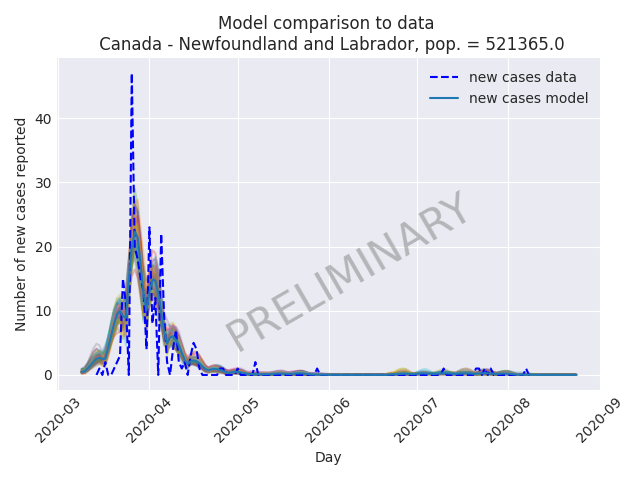 Model comparison to data
Canada - Newfoundland and Labrador, pop. = 521365.0
new cases data
new cases model
Number of new cases reported
40
30
20
10
0
PRELIMINARY
2020-03
2020-04
2020-05
2020-06
2020-07
2020-08
2020-09
Day